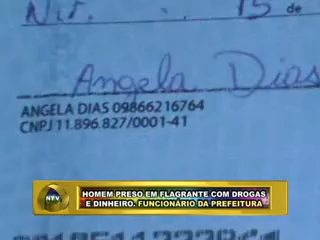 Nit. 15 de
Angela Dias
ANGELA DIAS 09866216764
CNPJ 11.896.827/0001-41
NTV
HOMEM PRESO EM FLAGRANTE COM DROGAS
E DINHEIRO. FUNCIONÁRIO DA PREFEITURA